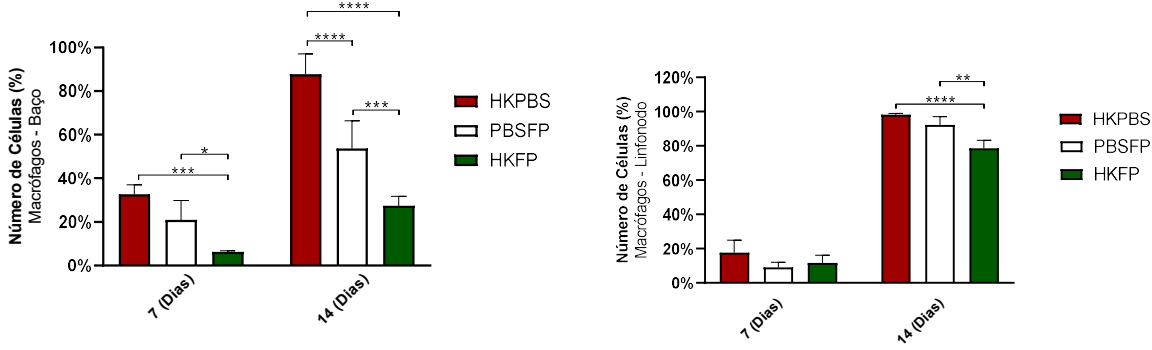 ****
****
***
*
***
100%
80%
60%
40%
20%
0%
Número de Células (%)
Macrófagos - Baço
7 (Dias)
14 (Dias)
HKPBS
PBSFP
HKFP
**
****
120%
100%
80%
60%
40%
20%
0%
Número de Células (%)
Macrófagos - Linfonodo
7 (Dias)
14 (Dias)
HKPBS
PBSFP
HKFP